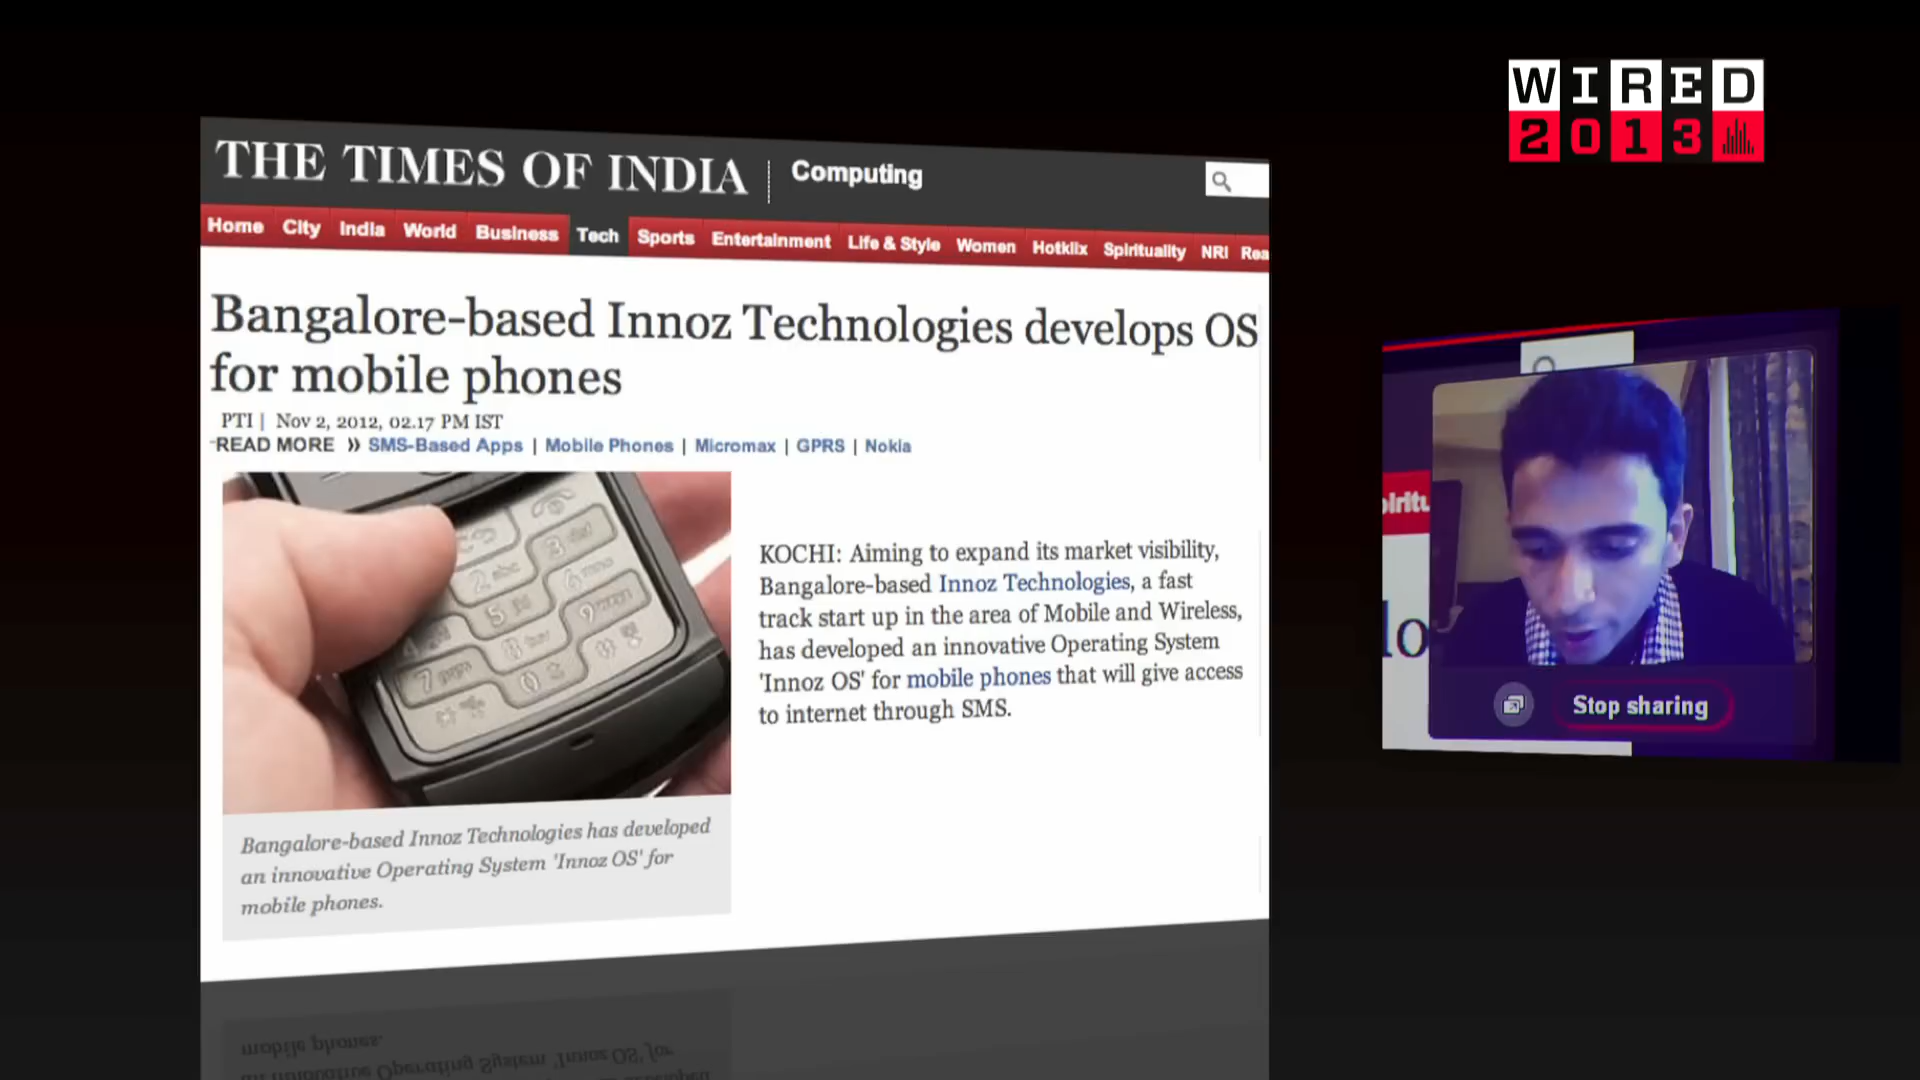 WIRED
2013
THE TIMES OF INDIA
Computing
Home City India World Business Tech Sports Entertainment Life & Style Women Hotklix Spirituality NRI Rea
Bangalore-based Innoz Technologies develops OS
for mobile phones
PTI | Nov 2, 2012, 02.17 PM IST
READ MORE » SMS-Based Apps | Mobile Phones | Micromax | GPRS | Nokia
KOCHI: Aiming to expand its market visibility,
Bangalore-based Innoz Technologies, a fast
track start up in the area of Mobile and Wireless,
has developed an innovative Operating System
'Innoz OS' for mobile phones that will give access
to internet through SMS.
Bangalore-based Innoz Technologies has developed
an innovative Operating System 'Innoz OS' for
mobile phones.
Stop sharing